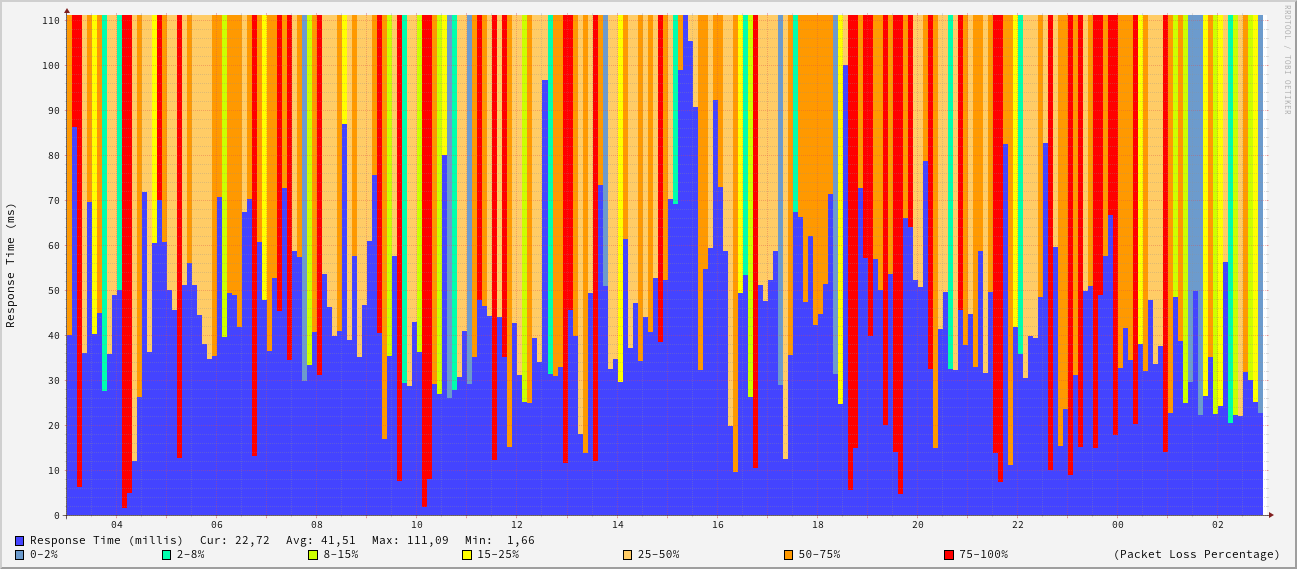 RRDTOOL / TOBI OETIKER
Response Time (ms)
110
100
90
80
70
60
50
40
30
20
10
0
04 06 08 10 12 14 16 18 20 22 00 02
Response Time (millis) Cur: 22,72 Avg: 41,51 Max: 111,09 Min: 1,66
0-2% 2-8% 8-15% 15-25% 25-50% 50-75% 75-100% (Packet Loss Percentage)